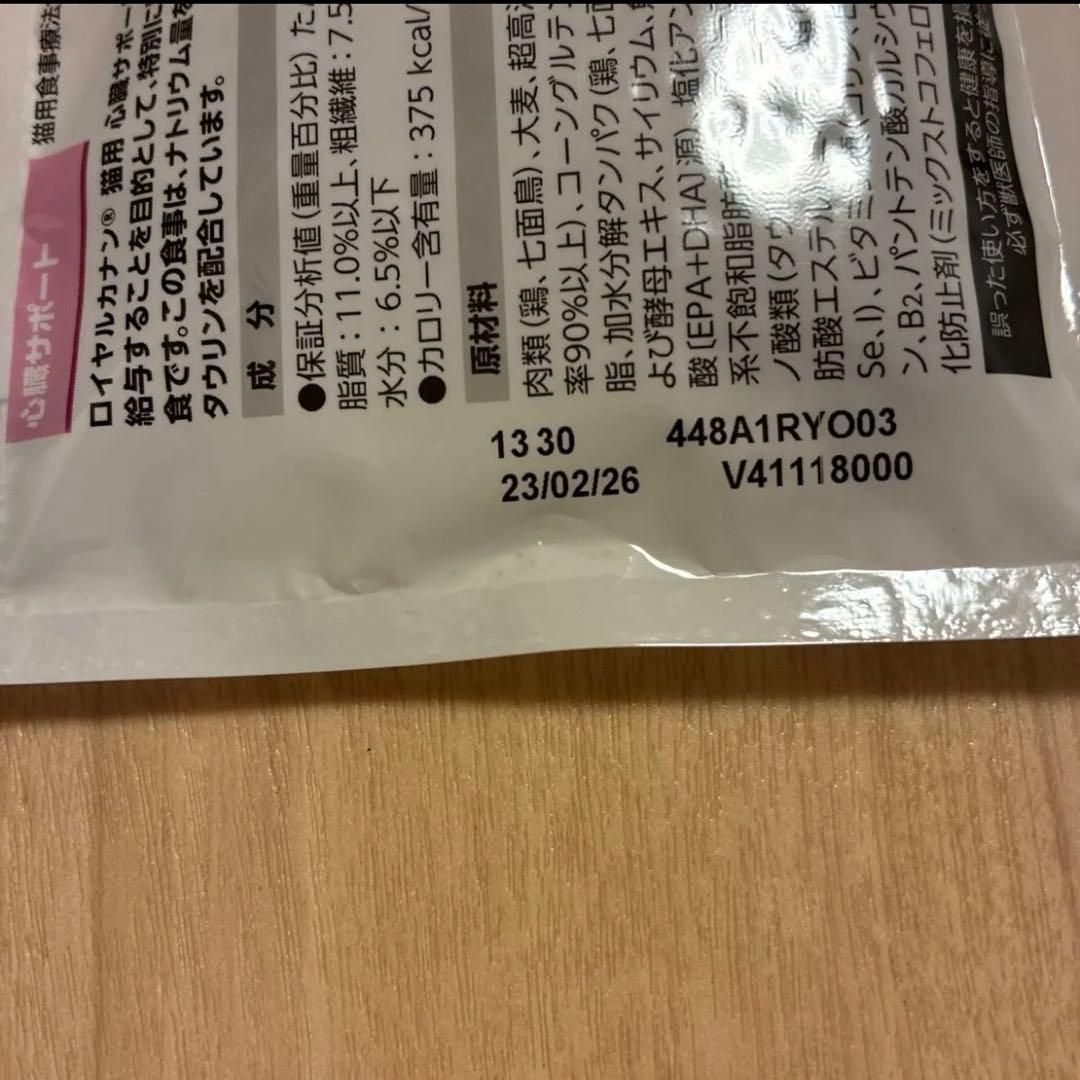 猫用食事療法
心臓サポート
ロイヤルカナン® 猫用 心臓サポー
給与することを目的として、特別に
食です。この食事は、ナトリウム量を
タウリンを配合しています。
成 分
●保証分析値(重量百分比) た
脂質:11.0%以上、粗繊維:7.5
水分:6.5%以下
●カロリー含有量:375 kcal/
原材料
肉類(鶏、七面鳥)、大麦、超高
率90%以上)、コーングルテ
脂、加水分解タンパク(鶏、七
よび酵母エキス、サイリウム、
酸[EPA+DHA]源)、塩化ア
系不飽和脂肪
ノ酸類(タウ
肪酸エステル
Se、I)、ビタミ コリン、
ン、B2、パントテン酸カルシウ
化防止剤(ミックストコフェロ
誤った使い方をすると健康を損
必ず獣医師の指導に従っ
13 30 448A1RYO03
23/02/26 V41118000